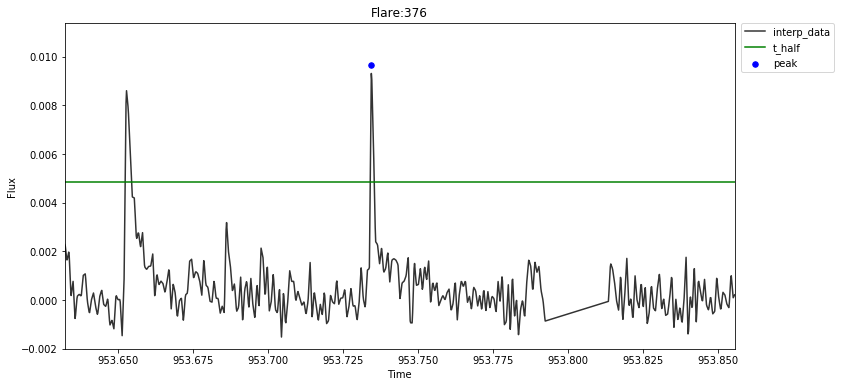 Flare:376
interp_data
t_half
peak
Flux
0.010
0.008
0.006
0.004
0.002
0.000
−0.002
953.650
953.675
953.700
953.725
953.750
953.775
953.800
953.825
953.850
Time